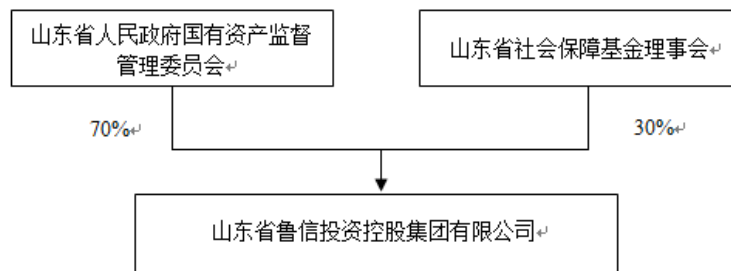 山东省人民政府国有资产监督
管理委员会↵
山东省社会保障基金理事会↵
70%↵
30%↵
山东省鲁信投资控股集团有限公司↵